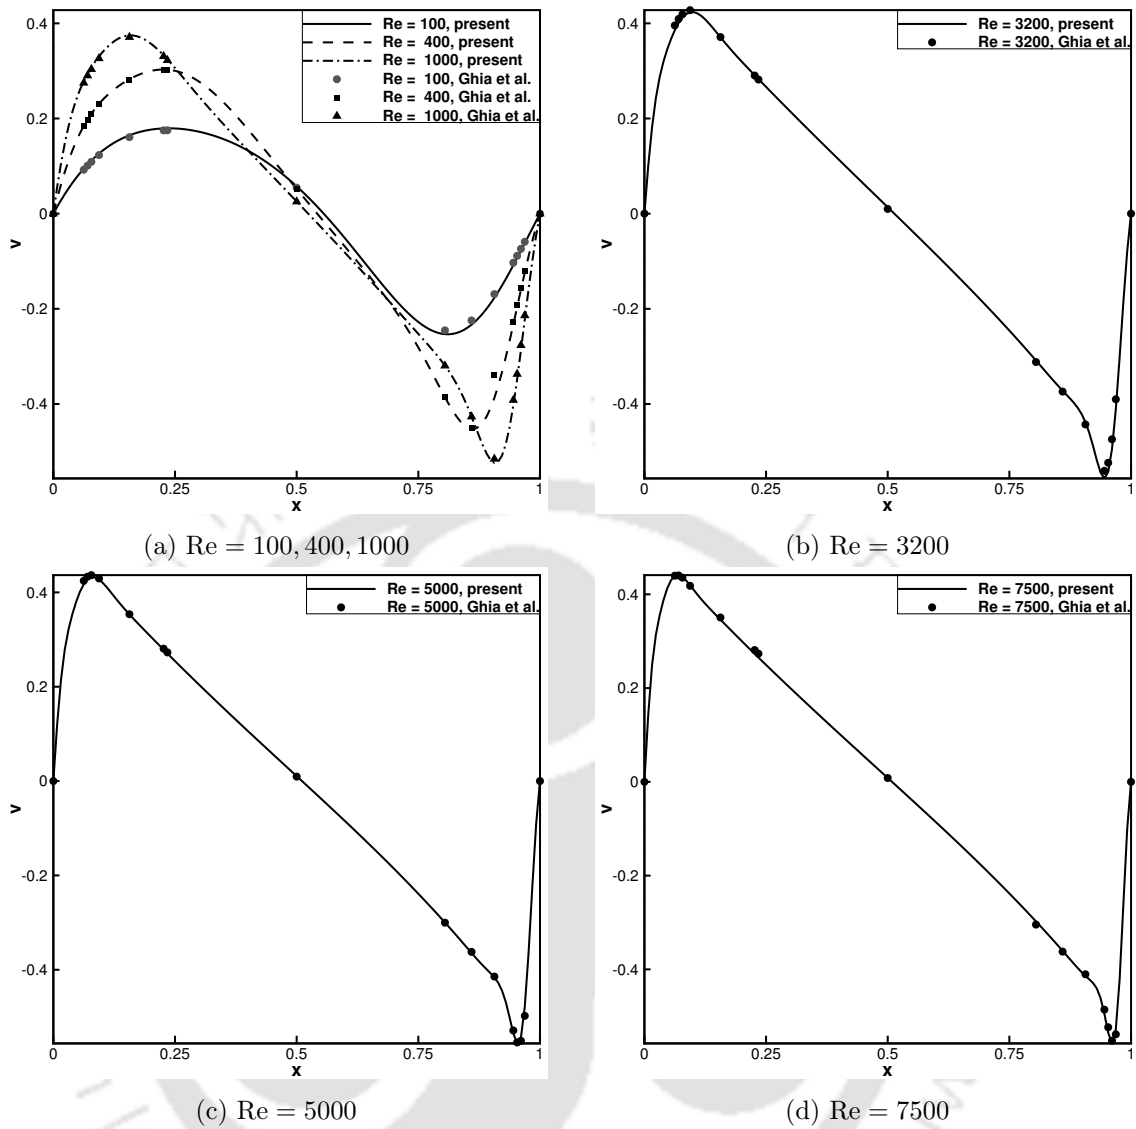 Re = 100, present
Re = 400, present
Re = 1000, present
Re = 100, Ghia et al.
Re = 400, Ghia et al.
Re = 1000, Ghia et al.
0.4
0.2
0
-0.2
-0.4
v
0 0.25 0.5 0.75 1
x
(a) Re = 100, 400, 1000
Re = 3200, present
Re = 3200, Ghia et al.
0.4
0.2
0
-0.2
-0.4
v
0 0.25 0.5 0.75 1
x
(b) Re = 3200
Re = 5000, present
Re = 5000, Ghia et al.
0.4
0.2
0
-0.2
-0.4
v
0 0.25 0.5 0.75 1
x
(c) Re = 5000
Re = 7500, present
Re = 7500, Ghia et al.
0.4
0.2
0
-0.2
-0.4
v
0 0.25 0.5 0.75 1
x
(d) Re = 7500